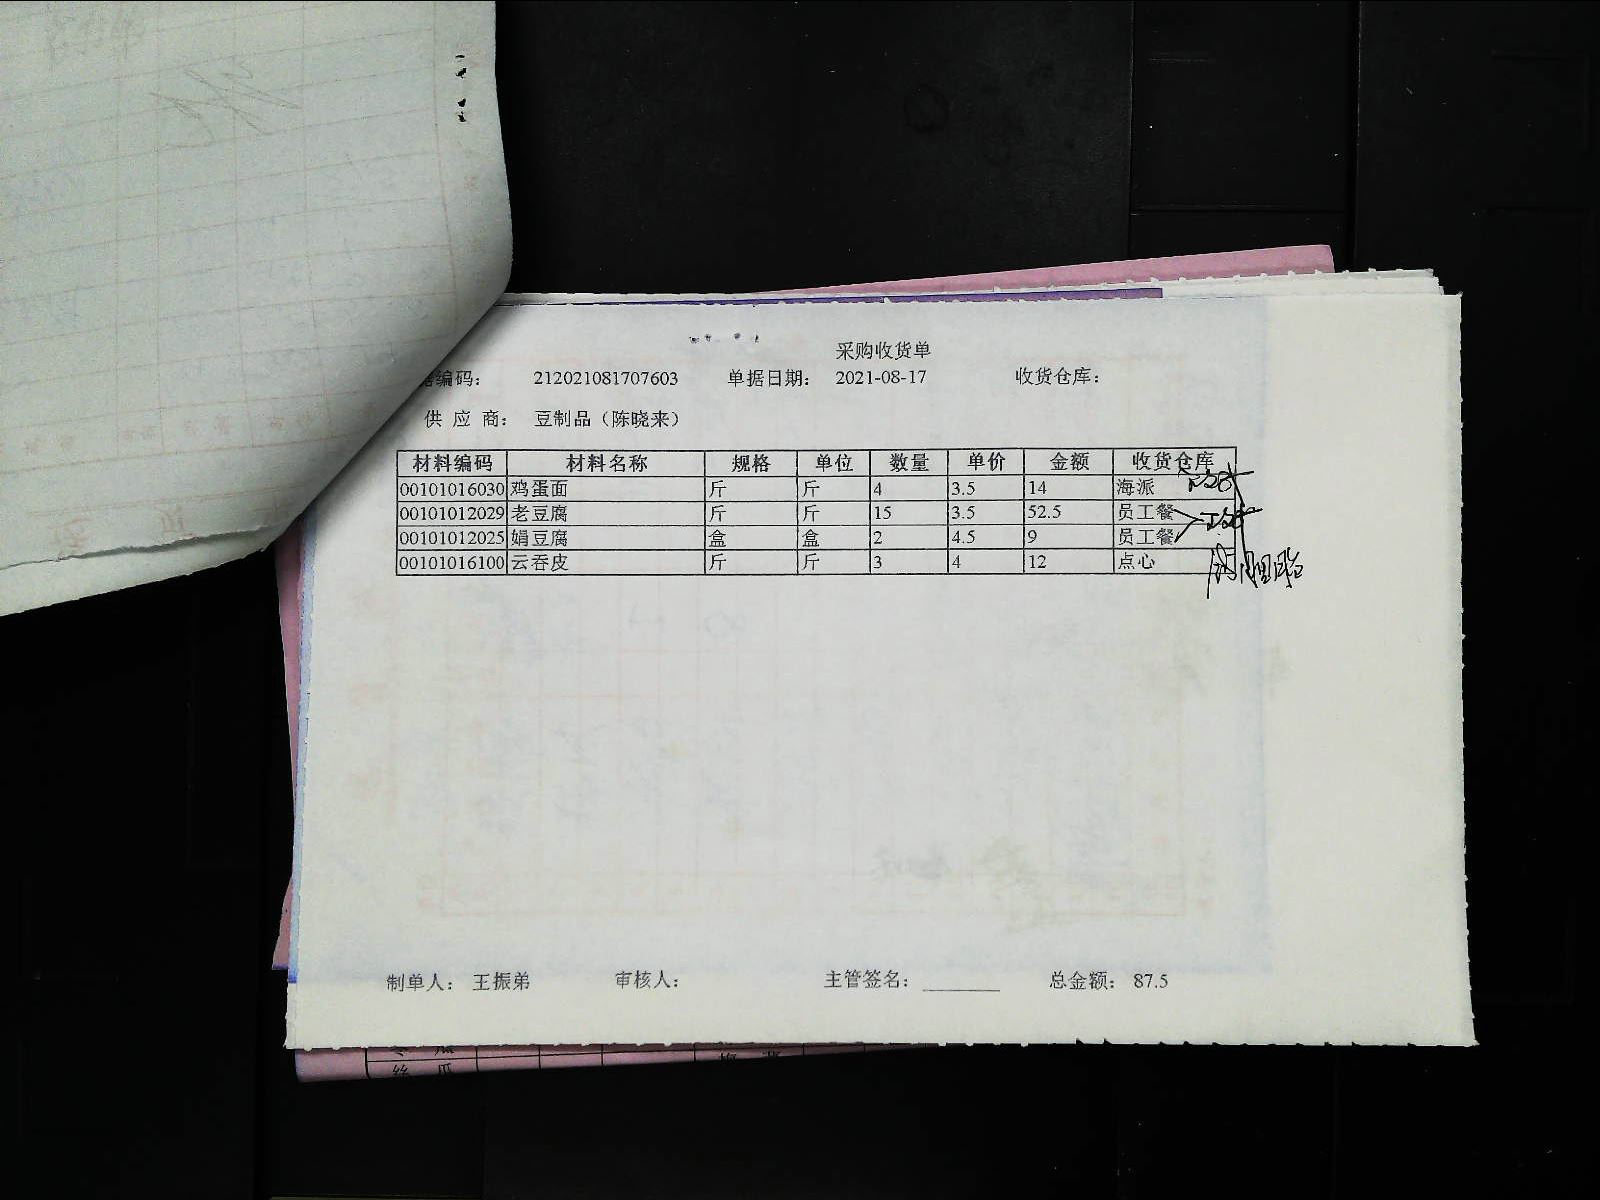 采购收货单
编码： 212021081707603 单据日期： 2021-08-17 收货仓库：
供 应 商： 豆制品（陈晓来）
材料编码 材料名称 规格 单位 数量 单价 金额 收货仓库
00101016030 鸡蛋面 斤 斤 4 3.5 14 海派
00101012029 老豆腐 斤 斤 15 3.5 52.5 员工餐
00101012025 娟豆腐 盒 盒 2 4.5 9 员工餐
00101016100 云吞皮 斤 斤 3 4 12 点心
制单人： 王振弟 审核人： 主管签名： 总金额： 87.5
丝 瓜